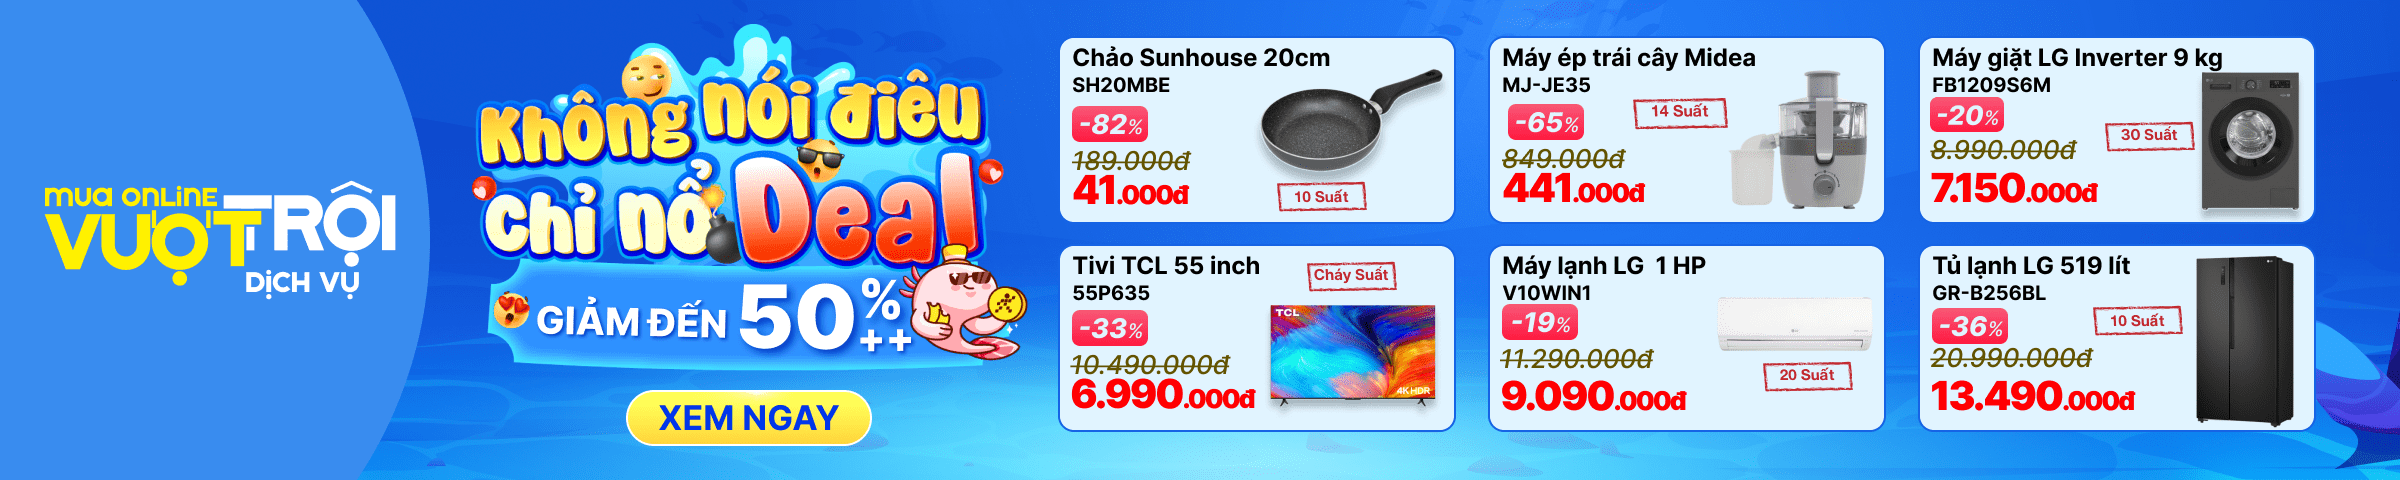 mua online
VƯỢT TRỘI
DịCH VỤ
Không nói điêu
chỉ nổ Deal
GIẢM ĐẾN 50%++
XEM NGAY
Chảo Sunhouse 20cm
SH20MBE
-82%
189.000đ
41.000đ
10 Suất
Máy ép trái cây Midea
MJ-JE35
-65%
14 Suất
849.000đ
441.000đ
Máy giặt LG Inverter 9 kg
FB1209S6M
-20%
30 Suất
8.990.000đ
7.150.000đ
Tivi TCL 55 inch
55P635
Cháy Suất
-33%
10.490.000đ
6.990.000đ
TCL
4K HDR
Máy lạnh LG 1 HP
V10WIN1
-19%
11.290.000đ
9.090.000đ
20 Suất
Tủ lạnh LG 519 lít
GR-B256BL
-36%
10 Suất
20.990.000đ
13.490.000đ